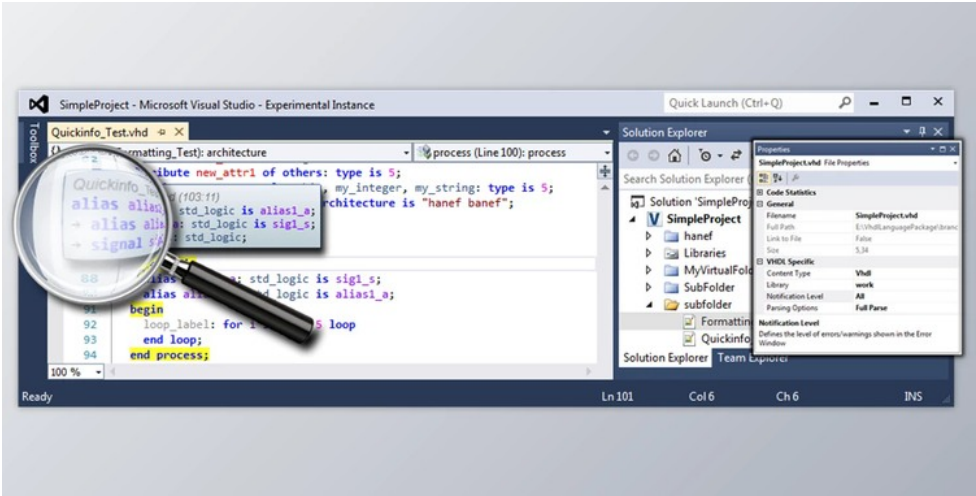 SimpleProject - Microsoft Visual Studio - Experimental Instance
Quick Launch (Ctrl+Q)
Toolbox
Quickinfo_Test.vhd
Formatting_Test): architecture
process (Line 100): process
new_attr1 of others: type is 5;
my_integer, my_string: type is 5;
is "hanef banef";
Quickinfo (103:11)
alias std_logic is alias1_a;
→ alias : std_logic is sig1_s;
→ signal : std_logic;
88 : std_logic is sig1_s;
alias is alias1_a;
91 begin
92 loop_label: for 5 loop
93 end loop;
94 end process;
100 %
Solution Explorer
Search Solution Explorer
Solution 'SimpleProj
SimpleProject
hanef
Libraries
MyVirtualFold
SubFolder
subfolder
Formattin
Quickinfo
Solution Explorer Team Explorer
Properties
SimpleProject.vhd File Properties
Code Statistics
General
Filename SimpleProject.vhd
Full Path E:\VhdlLanguagePackage\branc
Link to File False
Size 5,34
VHDL Specific
Content Type Vhdl
Library work
Notification Level All
Parsing Options Full Parse
Notification Level
Defines the level of errors/warnings shown in the Error
Window
Ready Ln 101 Col 6 Ch 6 INS